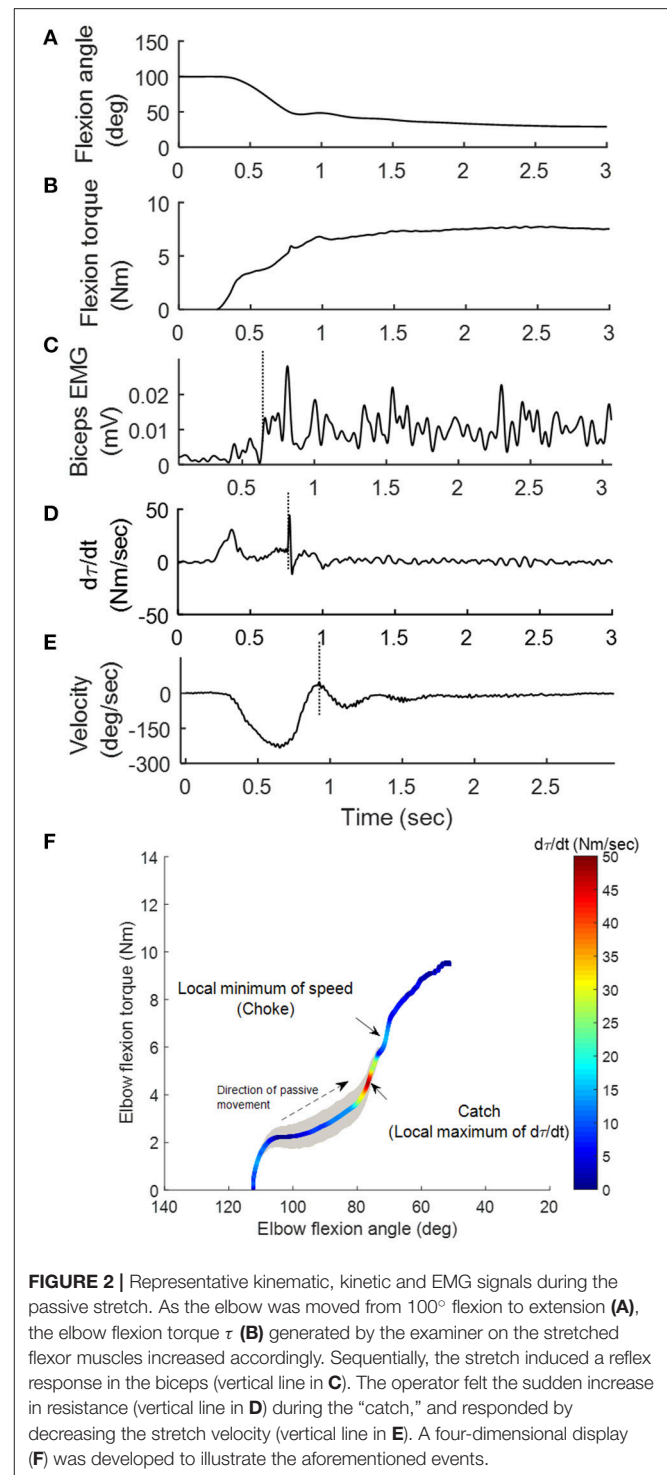 A
Flexion angle
(deg)
150
100
50
0
0 0.5 1 1.5 2 2.5 3
B
Flexion torque
(Nm)
10
5
0
0 0.5 1 1.5 2 2.5 3
C
Biceps EMG
(mV)
0.02
0.01
0
0.5 1 1.5 2 2.5 3
D
dτ/dt
(Nm/sec)
50
0
-50
0 0.5 1 1.5 2 2.5 3
E
Velocity
(deg/sec)
0
-150
-300
0 0.5 1 1.5 2 2.5
Time (sec)
F
dτ/dt (Nm/sec)
50
45
40
35
30
25
20
15
10
5
0
Elbow flexion torque (Nm)
14
12
10
8
6
4
2
0
Local minimum of speed
(Choke)
Direction of passive
movement
Catch
(Local maximum of dτ/dt)
140 120 100 80 60 40 20
Elbow flexion angle (deg)
FIGURE 2 | Representative kinematic, kinetic and EMG signals during the
passive stretch. As the elbow was moved from 100° flexion to extension (A),
the elbow flexion torque τ (B) generated by the examiner on the stretched
flexor muscles increased accordingly. Sequentially, the stretch induced a reflex
response in the biceps (vertical line in C). The operator felt the sudden increase
in resistance (vertical line in D) during the “catch,” and responded by
decreasing the stretch velocity (vertical line in E). A four-dimensional display
(F) was developed to illustrate the aforementioned events.